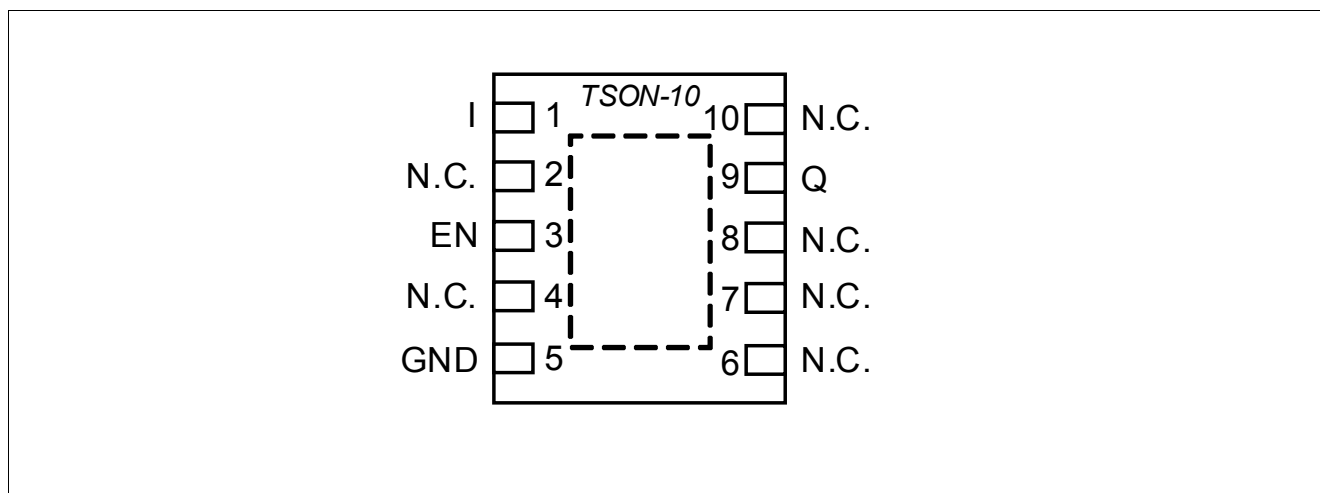 TSON-10
I 1 10 N.C.
N.C. 2 9 Q
EN 3 8 N.C.
N.C. 4 7 N.C.
GND 5 6 N.C.